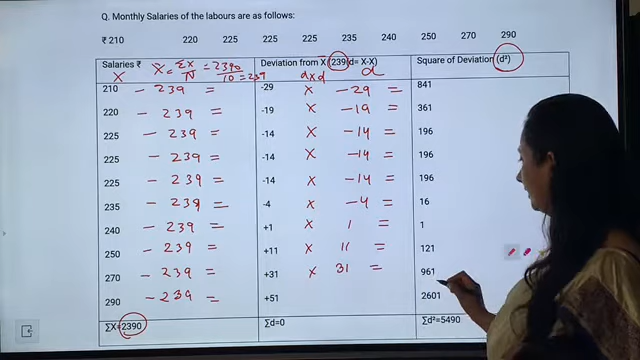 Q. Monthly Salaries of the labours are as follows:
₹ 210 220 225 225 225 235 240 250 270 290
Salaries ₹ Deviation from X (239)(d= X-X) Square of Deviation (d²)
X X̄ = ΣX/N = 2390/10 = 239 d x d d
210 - 239 = -29 x -29 = 841
220 - 239 = -19 x -19 = 361
225 - 239 = -14 x -14 = 196
225 - 239 = -14 x -14 = 196
225 - 239 = -14 x -14 = 196
235 - 239 = -4 x -4 = 16
240 - 239 = +1 x 1 = 1
250 - 239 = +11 x 11 = 121
270 - 239 = +31 x 31 = 961
290 - 239 = +51 2601
ΣX=2390 Σd=0 Σd²=5490